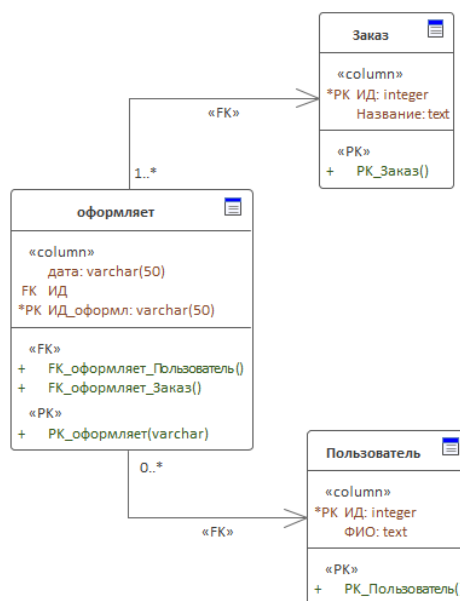 Заказ
«column»
*PK ИД: integer
Название: text
«PK»
+ PK_Заказ()
«FK»
1..*
оформляет
«column»
дата: varchar(50)
FK ИД
*PK ИД_оформл: varchar(50)
«FK»
+ FK_оформляет_Пользователь()
+ FK_оформляет_Заказ()
«PK»
+ PK_оформляет(varchar)
0..*
«FK»
Пользователь
«column»
*PK ИД: integer
ФИО: text
«PK»
+ PK_Пользователь()